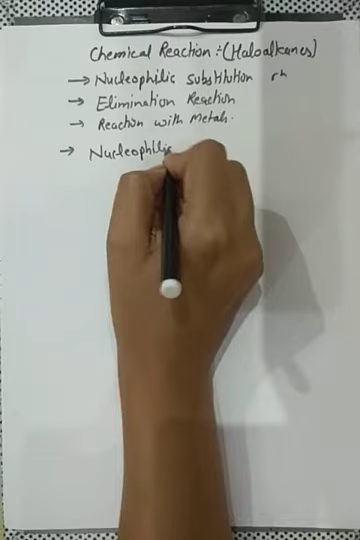 Chemical Reaction :- (Haloalkanes)
→ Nucleophilic substitution rn
→ Elimination Reaction
→ Reaction with Metals.
→ Nucleophilic